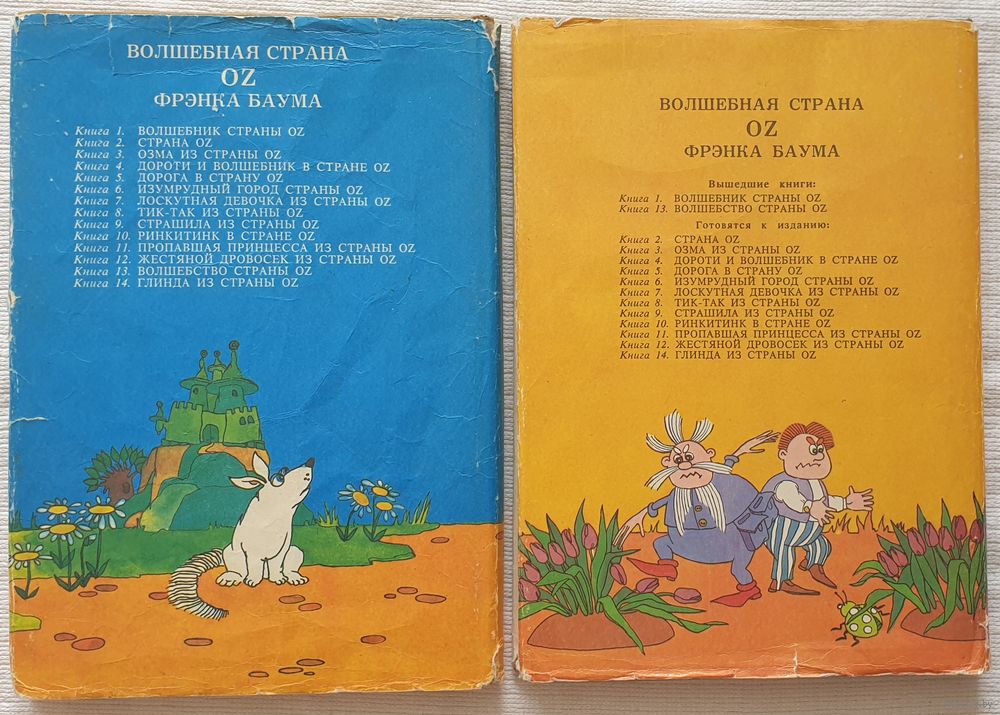 ВОЛШЕБНАЯ СТРАНА
OZ
ФРЭНКА БАУМА
Книга 1. ВОЛШЕБНИК СТРАНЫ OZ
Книга 2. СТРАНА OZ
Книга 3. ОЗМА ИЗ СТРАНЫ OZ
Книга 4. ДОРОТИ И ВОЛШЕБНИК В СТРАНЕ OZ
Книга 5. ДОРОГА В СТРАНУ OZ
Книга 6. ИЗУМРУДНЫЙ ГОРОД СТРАНЫ OZ
Книга 7. ЛОСКУТНАЯ ДЕВОЧКА ИЗ СТРАНЫ OZ
Книга 8. ТИК-ТАК ИЗ СТРАНЫ OZ
Книга 9. СТРАШИЛА ИЗ СТРАНЫ OZ
Книга 10. РИНКИТИНК В СТРАНЕ OZ
Книга 11. ПРОПАВШАЯ ПРИНЦЕССА ИЗ СТРАНЫ OZ
Книга 12. ЖЕСТЯНОЙ ДРОВОСЕК ИЗ СТРАНЫ OZ
Книга 13. ВОЛШЕБСТВО СТРАНЫ OZ
Книга 14. ГЛИНДА ИЗ СТРАНЫ OZ
ВОЛШЕБНАЯ СТРАНА
OZ
ФРЭНКА БАУМА
Вышедшие книги:
Книга 1. ВОЛШЕБНИК СТРАНЫ OZ
Книга 13. ВОЛШЕБСТВО СТРАНЫ OZ
Готовятся к изданию:
Книга 2. СТРАНА OZ
Книга 3. ОЗМА ИЗ СТРАНЫ OZ
Книга 4. ДОРОТИ И ВОЛШЕБНИК В СТРАНЕ OZ
Книга 5. ДОРОГА В СТРАНУ OZ
Книга 6. ИЗУМРУДНЫЙ ГОРОД СТРАНЫ OZ
Книга 7. ЛОСКУТНАЯ ДЕВОЧКА ИЗ СТРАНЫ OZ
Книга 8. ТИК-ТАК ИЗ СТРАНЫ OZ
Книга 9. СТРАШИЛА ИЗ СТРАНЫ OZ
Книга 10. РИНКИТИНК В СТРАНЕ OZ
Книга 11. ПРОПАВШАЯ ПРИНЦЕССА ИЗ СТРАНЫ OZ
Книга 12. ЖЕСТЯНОЙ ДРОВОСЕК ИЗ СТРАНЫ OZ
Книга 14. ГЛИНДА ИЗ СТРАНЫ OZ